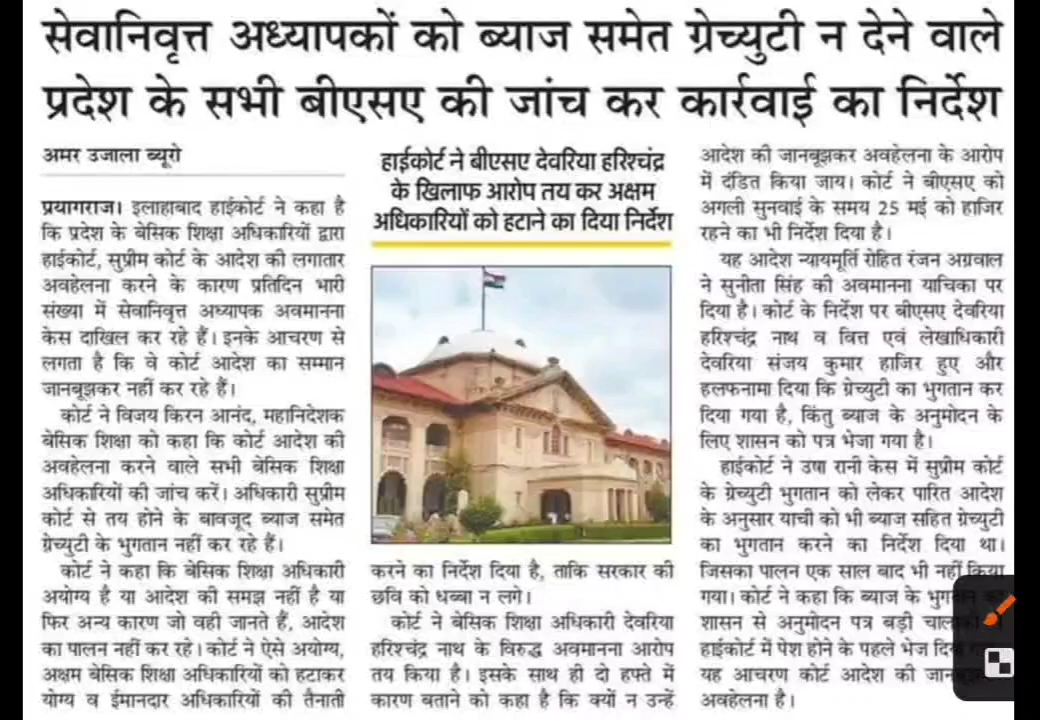 सेवानिवृत्त अध्यापकों को ब्याज समेत ग्रेच्युटी न देने वाले
प्रदेश के सभी बीएसए की जांच कर कार्रवाई का निर्देश
अमर उजाला ब्यूरो
प्रयागराज। इलाहाबाद हाईकोर्ट ने कहा है
कि प्रदेश के बेसिक शिक्षा अधिकारियों द्वारा
हाईकोर्ट, सुप्रीम कोर्ट के आदेश की लगातार
अवहेलना करने के कारण प्रतिदिन भारी
संख्या में सेवानिवृत्त अध्यापक अवमानना
केस दाखिल कर रहे हैं। इनके आचरण से
लगता है कि वे कोर्ट आदेश का सम्मान
जानबूझकर नहीं कर रहे हैं।
कोर्ट ने विजय किरन आनंद, महानिदेशक
बेसिक शिक्षा को कहा कि कोर्ट आदेश की
अवहेलना करने वाले सभी बेसिक शिक्षा
अधिकारियों की जांच करें। अधिकारी सुप्रीम
कोर्ट से तय होने के बावजूद ब्याज समेत
ग्रेच्युटी के भुगतान नहीं कर रहे हैं।
कोर्ट ने कहा कि बेसिक शिक्षा अधिकारी
अयोग्य है या आदेश की समझ नहीं है या
फिर अन्य कारण जो वही जानते हैं, आदेश
का पालन नहीं कर रहे। कोर्ट ने ऐसे अयोग्य,
अक्षम बेसिक शिक्षा अधिकारियों को हटाकर
योग्य व ईमानदार अधिकारियों की तैनाती
हाईकोर्ट ने बीएसए देवरिया हरिश्चंद्र
के खिलाफ आरोप तय कर अक्षम
अधिकारियों को हटाने का दिया निर्देश
करने का निर्देश दिया है, ताकि सरकार की
छवि को धब्बा न लगे।
कोर्ट ने बेसिक शिक्षा अधिकारी देवरिया
हरिश्चंद्र नाथ के विरुद्ध अवमानना आरोप
तय किया है। इसके साथ ही दो हफ्ते में
कारण बताने को कहा है कि क्यों न उन्हें
आदेश की जानबूझकर अवहेलना के आरोप
में दंडित किया जाय। कोर्ट ने बीएसए को
अगली सुनवाई के समय 25 मई को हाजिर
रहने का भी निर्देश दिया है।
यह आदेश न्यायमूर्ति रोहित रंजन अग्रवाल
ने सुनीता सिंह की अवमानना याचिका पर
दिया है। कोर्ट के निर्देश पर बीएसए देवरिया
हरिश्चंद्र नाथ व वित्त एवं लेखाधिकारी
देवरिया संजय कुमार हाजिर हुए और
हलफनामा दिया कि ग्रेच्युटी का भुगतान कर
दिया गया है, किंतु ब्याज के अनुमोदन के
लिए शासन को पत्र भेजा गया है।
हाईकोर्ट ने उषा रानी केस में सुप्रीम कोर्ट
के ग्रेच्युटी भुगतान को लेकर पारित आदेश
के अनुसार याची को भी ब्याज सहित ग्रेच्युटी
का भुगतान करने का निर्देश दिया था।
जिसका पालन एक साल बाद भी नहीं किया
गया। कोर्ट ने कहा कि ब्याज के
शासन से अनुमोदन पत्र बड़ी
हाईकोर्ट में पेश होने के पहले भेज
यह आचरण कोर्ट आदेश की
अवहेलना है।